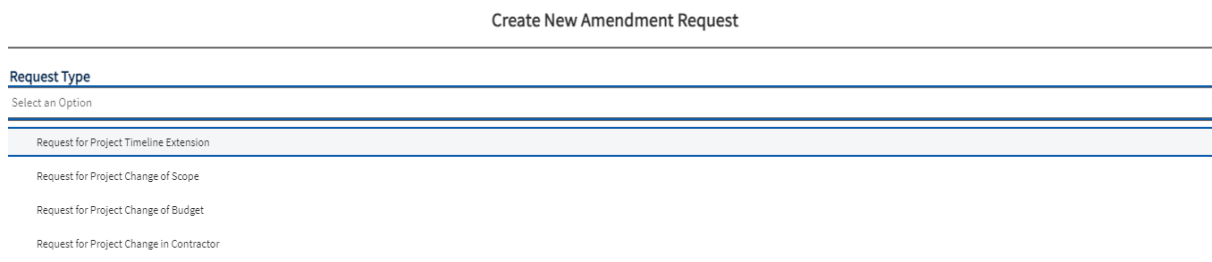 Create New Amendment Request
Request Type
Select an Option
Request for Project Timeline Extension
Request for Project Change of Scope
Request for Project Change of Budget
Request for Project Change in Contractor